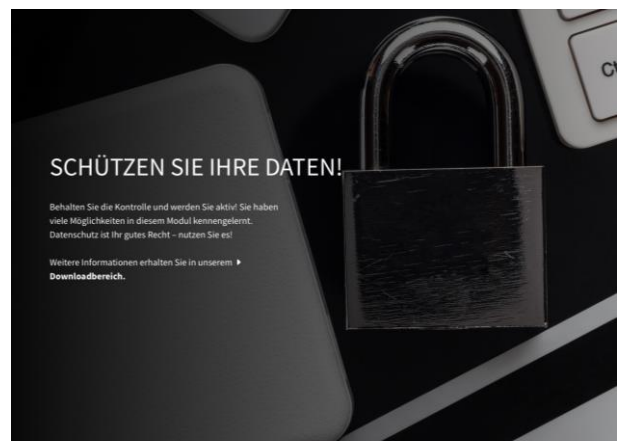 SCHÜTZEN SIE IHRE DATEN!
Behalten Sie die Kontrolle und werden Sie aktiv! Sie haben
viele Möglichkeiten in diesem Modul kennengelernt.
Datenschutz ist Ihr gutes Recht – nutzen Sie es!
Weitere Informationen erhalten Sie in unserem
Downloadbereich.